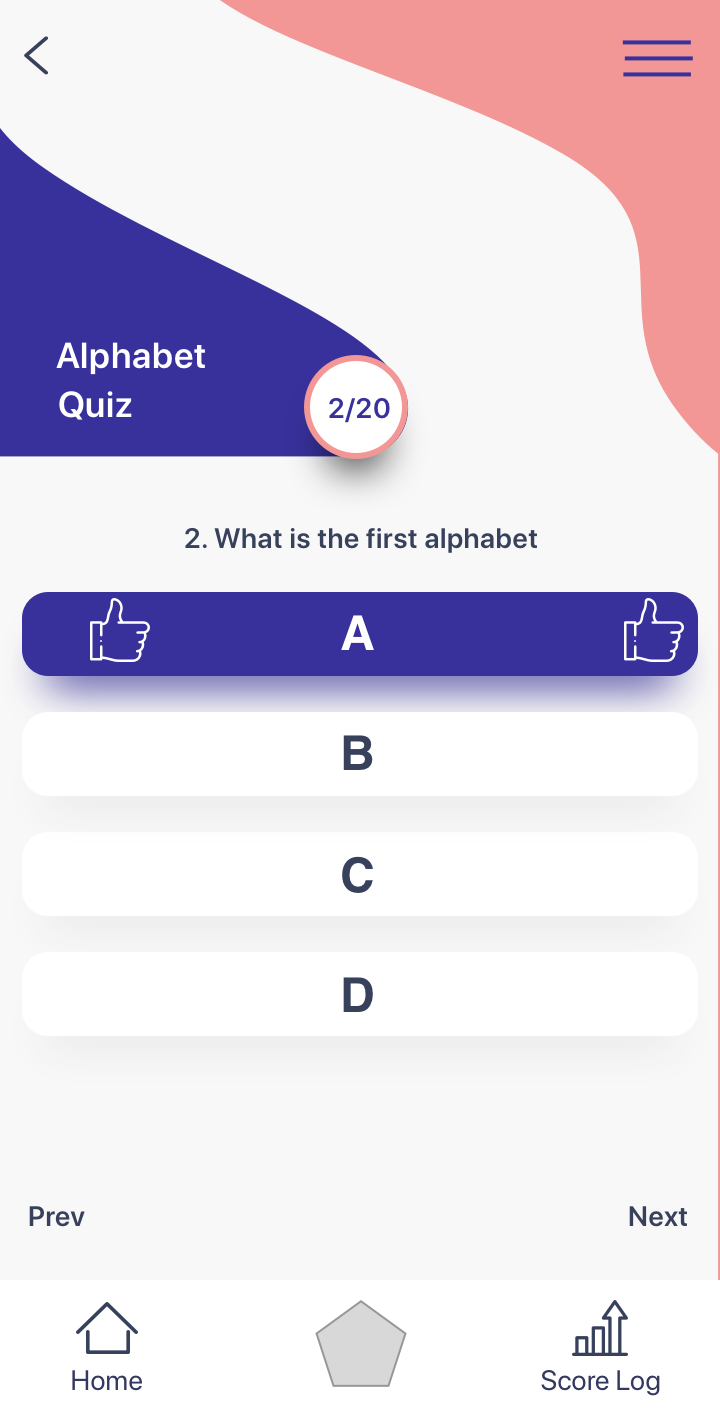 Alphabet
Quiz
2/20
2. What is the first alphabet
A
B
C
D
Prev
Next
Home
Score Log